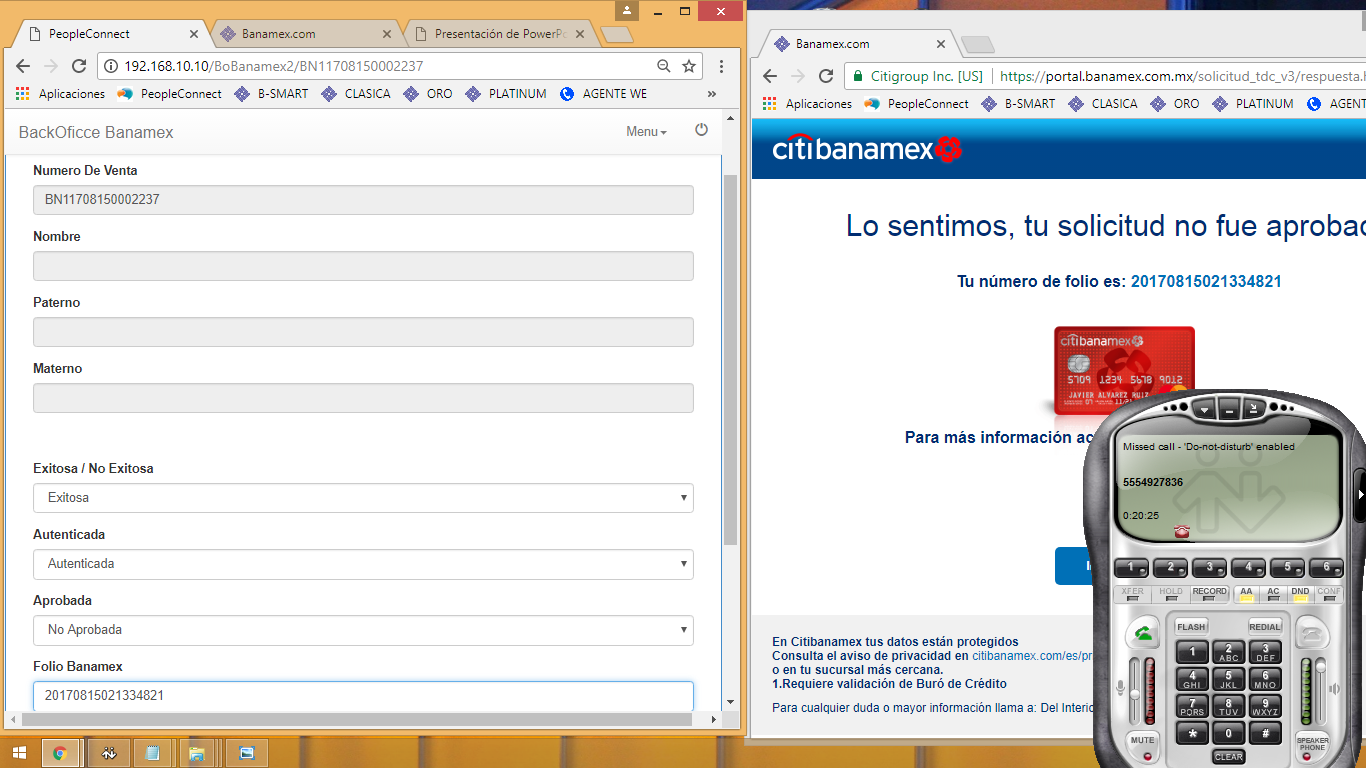 PeopleConnect
Banamex.com
Presentación de PowerPo
192.168.10.10/BoBanamex2/BN11708150002237
Aplicaciones
PeopleConnect
B-SMART
CLASICA
ORO
PLATINUM
AGENTE WE
»
BackOficce Banamex
Menu
Numero De Venta
BN11708150002237
Nombre
Paterno
Materno
Exitosa / No Exitosa
Exitosa
Autenticada
Autenticada
Aprobada
No Aprobada
Folio Banamex
20170815021334821
Banamex.com
Citigroup Inc. [US]
https://portal.banamex.com.mx/solicitud_tdc_v3/respuesta.h
Aplicaciones
PeopleConnect
B-SMART
CLASICA
ORO
PLATINUM
AGENT
citibanamex
Lo sentimos, tu solicitud no fue aprobad
Tu número de folio es: 20170815021334821
citibanamex
5709 1234 5678 9012
JAVIER ALVAREZ RUIZ
Para más información ac
En Citibanamex tus datos están protegidos
Consulta el aviso de privacidad en citibanamex.com/es/pr
o en tu sucursal más cercana.
1.Requiere validación de Buró de Crédito
Para cualquier duda o mayor información llama a: Del Interio
Missed call - 'Do-not-disturb' enabled
5554927836
0:20:25
1 2 3 4 5 6
XFER HOLD RECORD AA AC DND CONF
FLASH REDIAL
1 2 ABC 3 DEF
4 GHI 5 JKL 6 MNO
7 PQRS 8 TUV 9 WXYZ
* 0 #
MUTE
CLEAR
SPEAKER PHONE